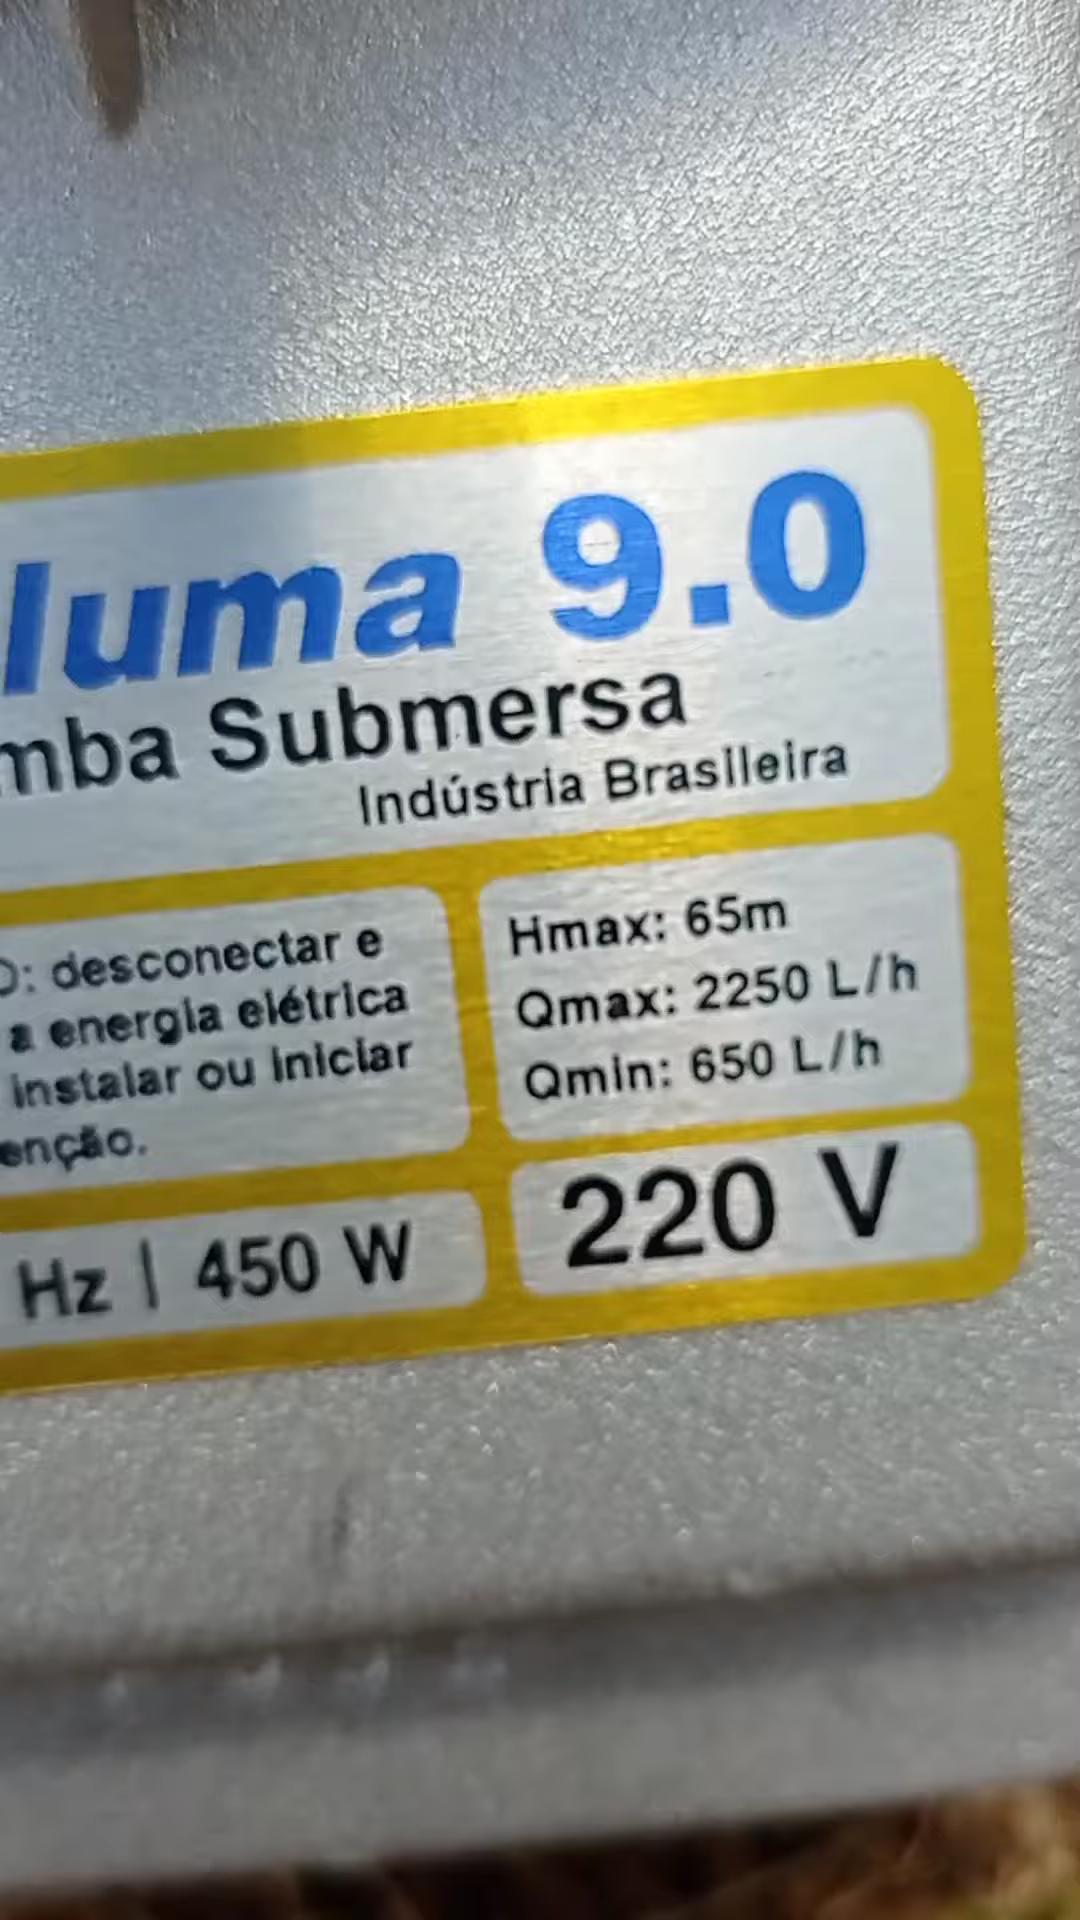 luma 9.0
mba Submersa
Indústria Brasileira
O: desconectar e
a energia elétrica
instalar ou iniciar
enção.
Hmax: 65m
Qmax: 2250 L/h
Qmin: 650 L/h
Hz | 450 W
220 V